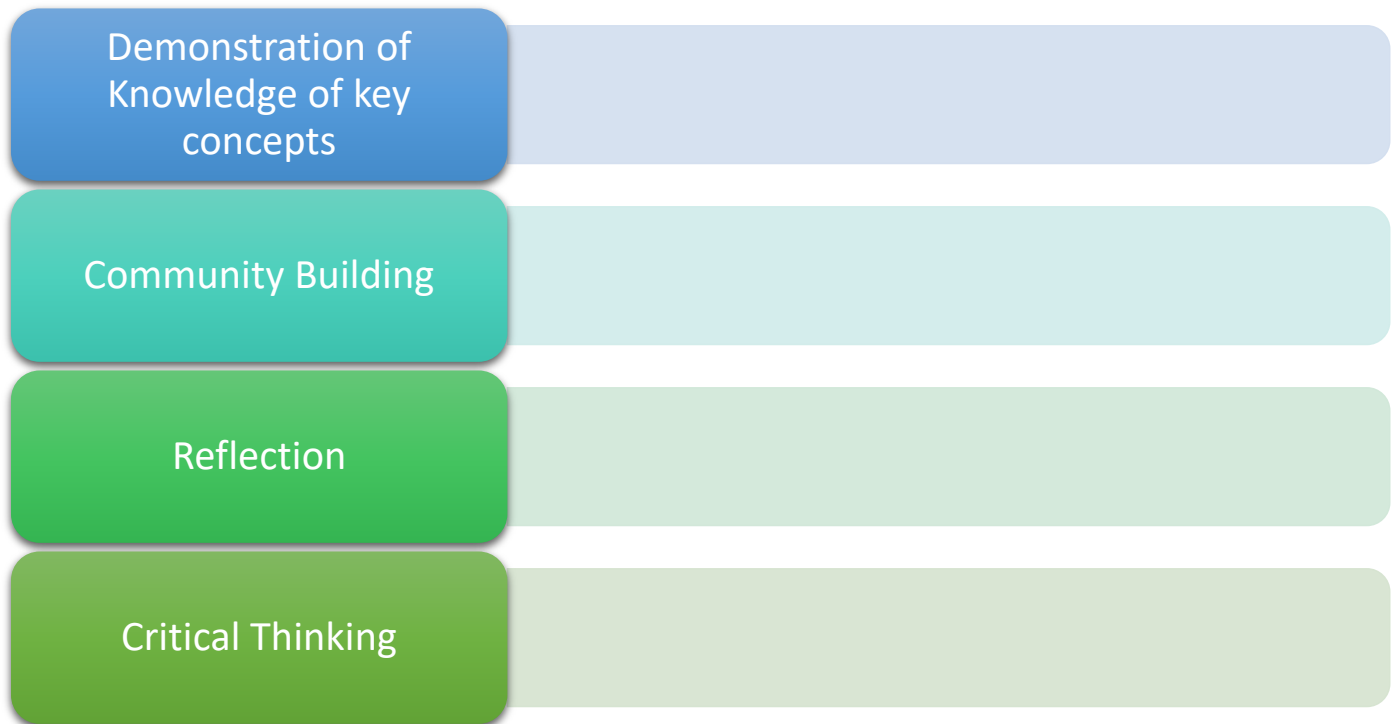 Demonstration of
Knowledge of key
concepts
Community Building
Reflection
Critical Thinking